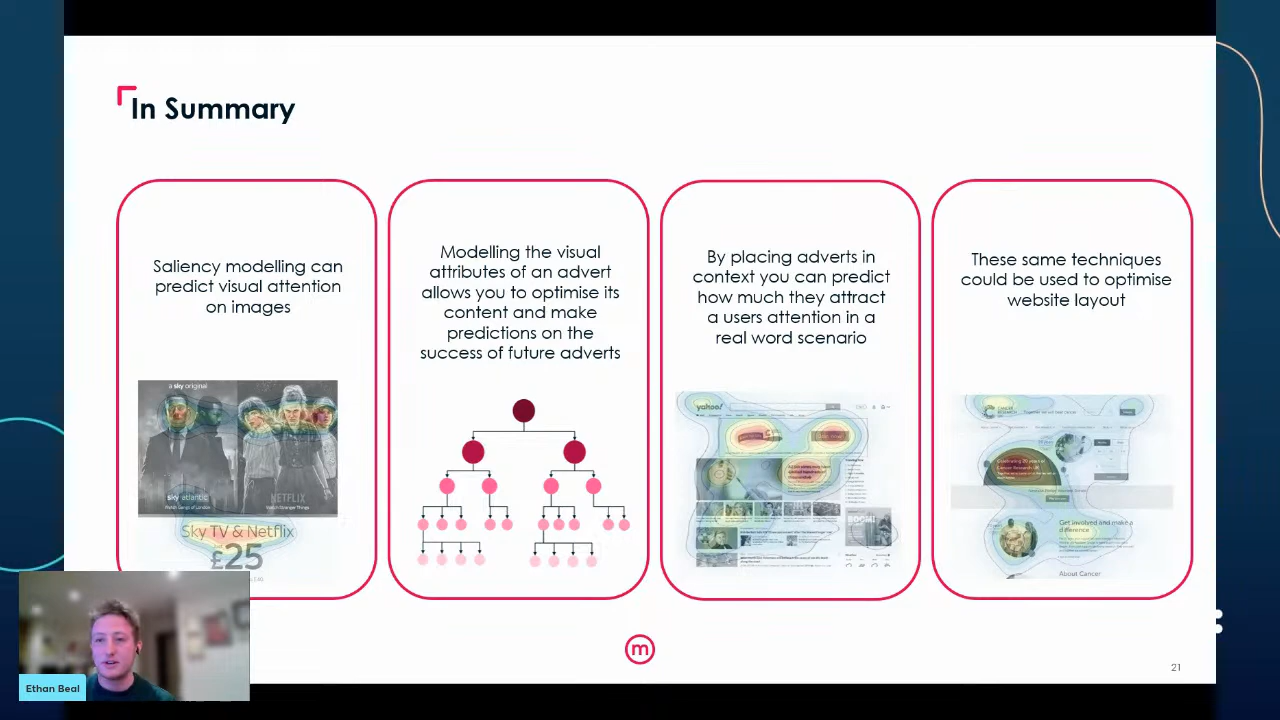 In Summary
Saliency modelling can
predict visual attention
on images
a sky original
sky atlantic
NETFLIX
Sky TV & Netflix
£25
Modelling the visual
attributes of an advert
allows you to optimise its
content and make
predictions on the
success of future adverts
By placing adverts in
context you can predict
how much they attract
a users attention in a
real word scenario
yahoo!
BOOM!
These same techniques
could be used to optimise
website layout
Get involved and make a
difference
About Cancer
m
21
Ethan Beal